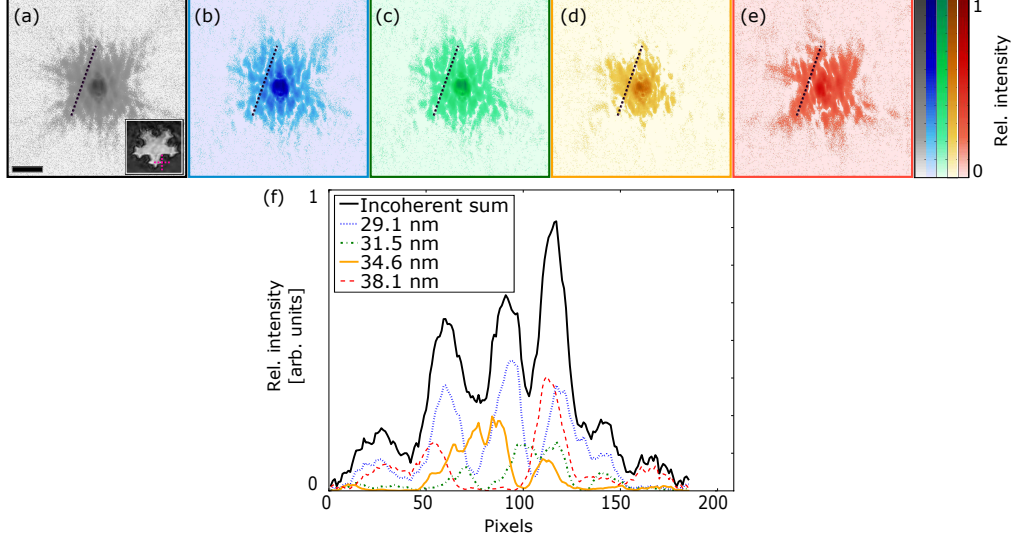 (a)
(b)
(c)
(d)
(e)
1
0
Rel. intensity
(f)
1
0
Rel. intensity
[arb. units]
Incoherent sum
29.1 nm
31.5 nm
34.6 nm
38.1 nm
0
50
100
150
200
Pixels